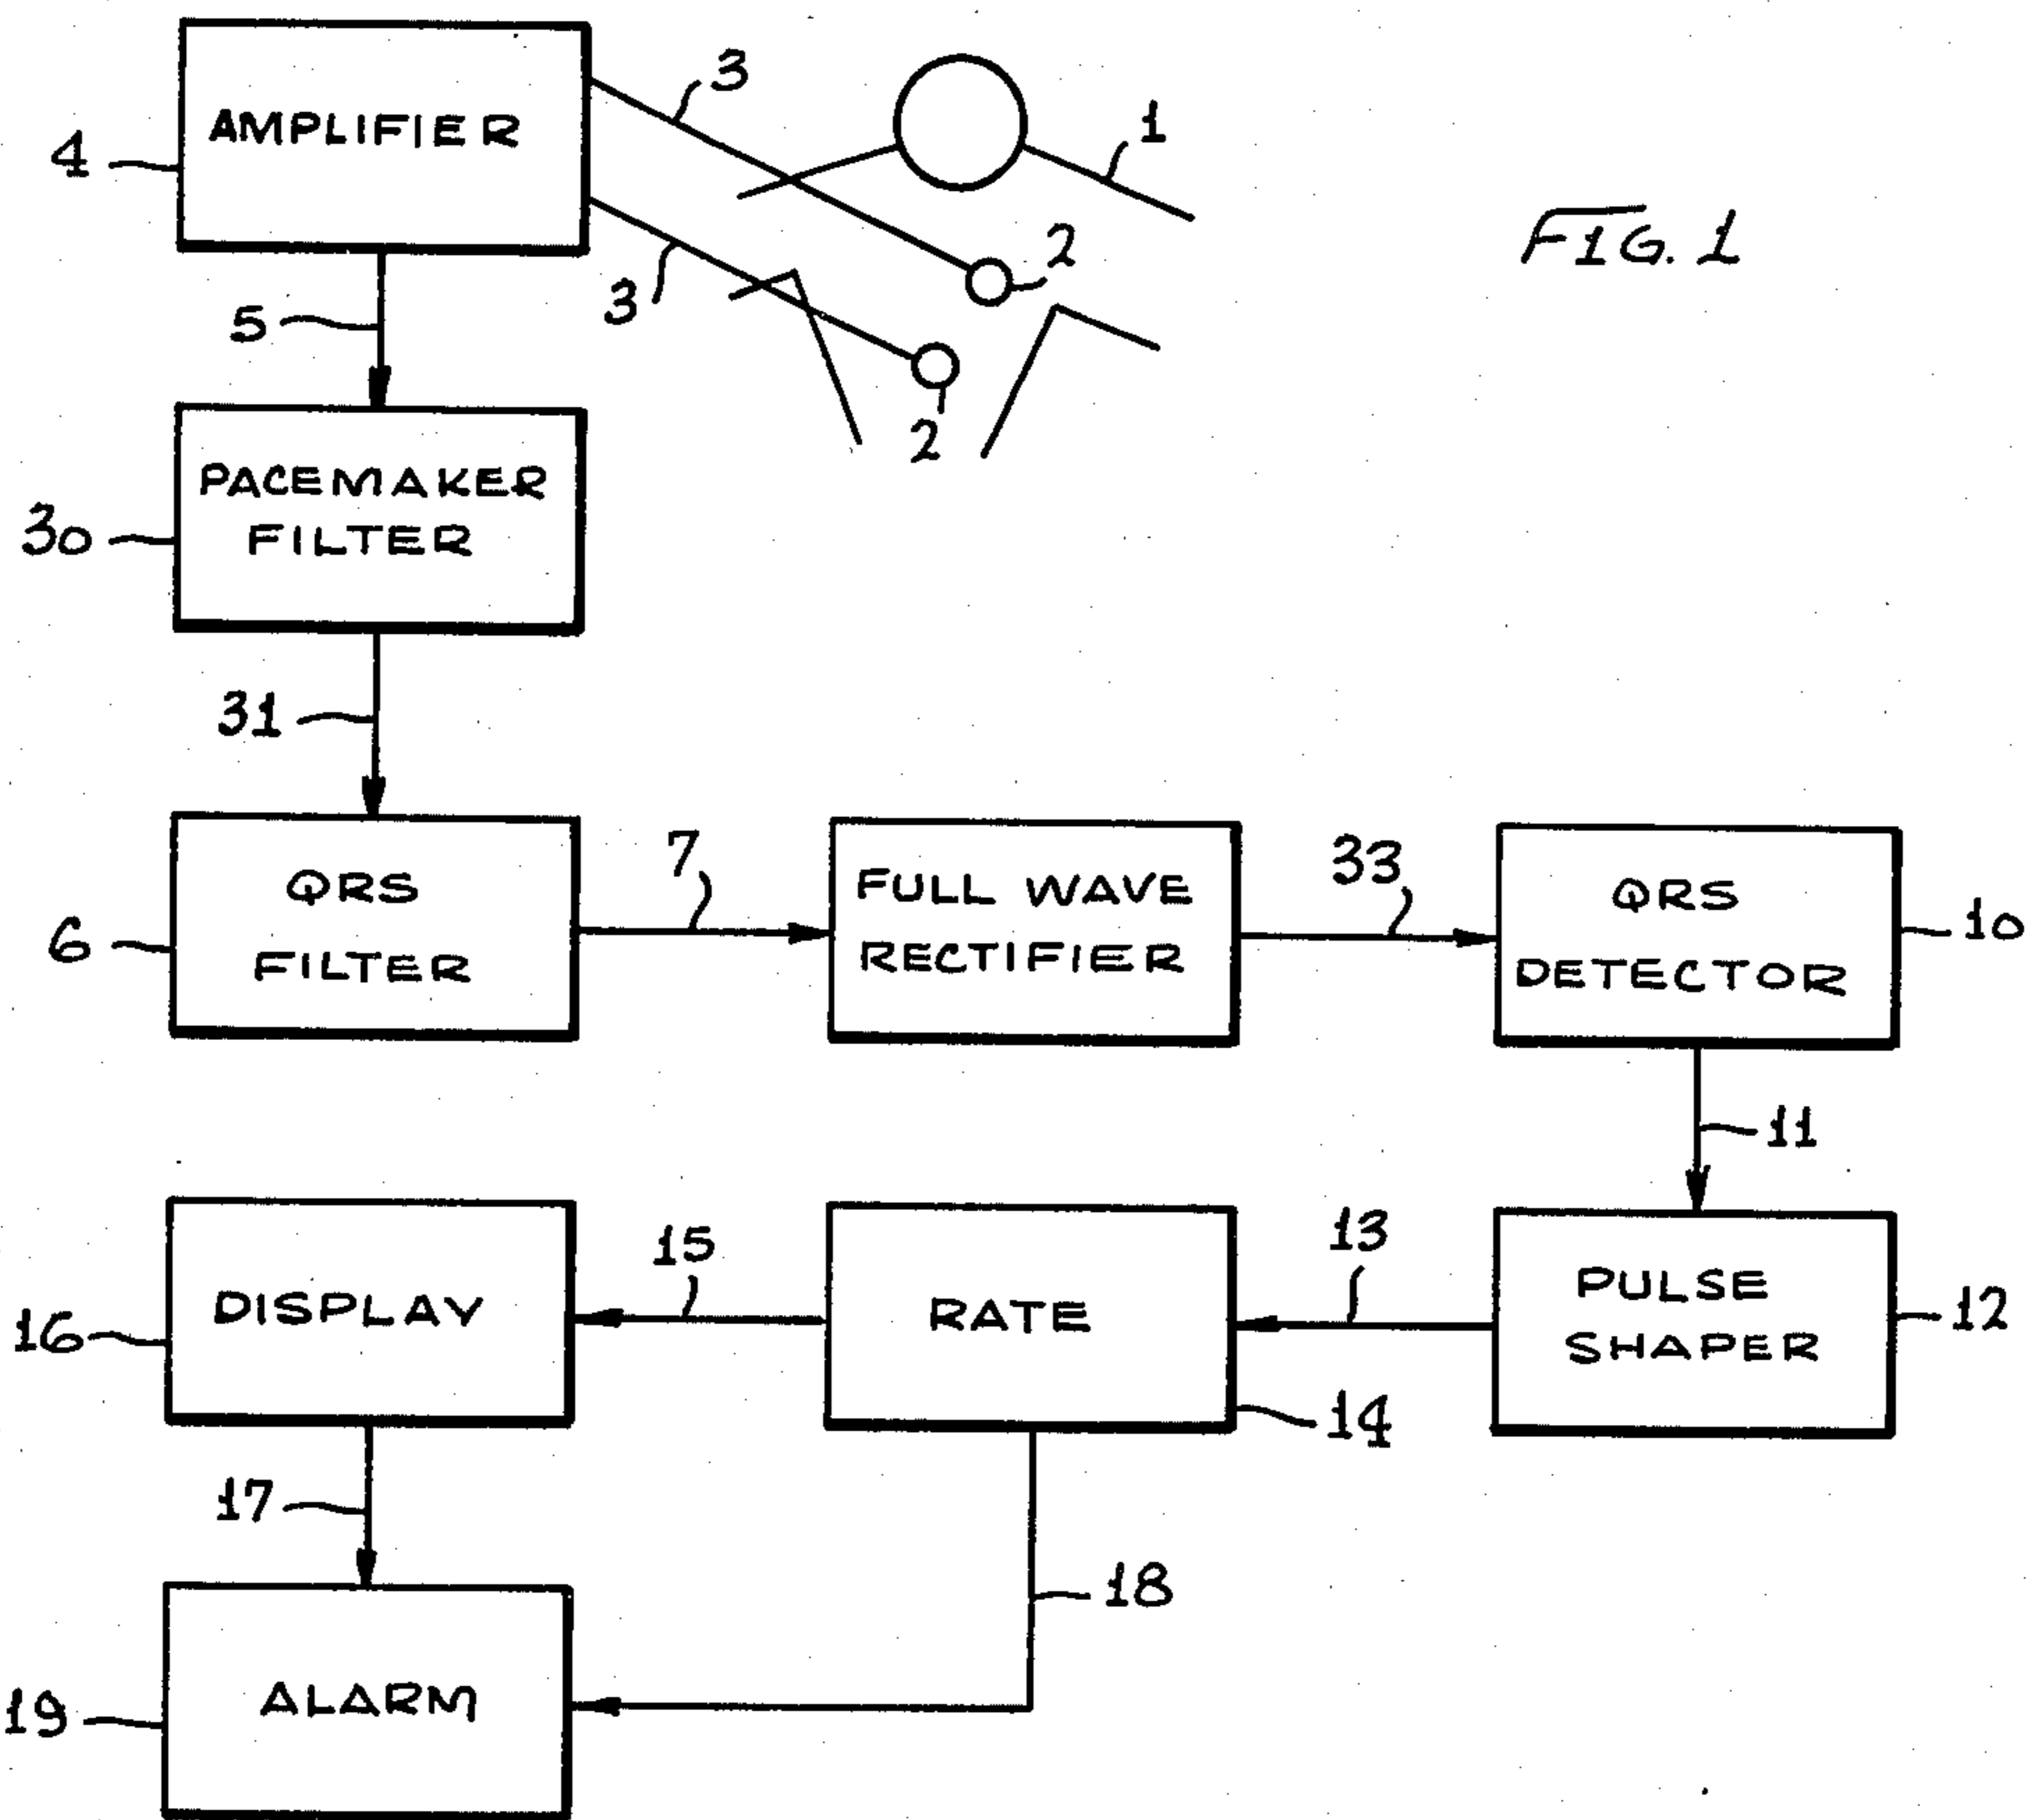 AMPLIFIER
3
1
4
FIG. 1
2
3
5
2
PACEMAKER
FILTER
30
31
7
33
QRS
FILTER
6
FULL WAVE
RECTIFIER
QRS
DETECTOR
10
11
15
13
DISPLAY
16
RATE
14
PULSE
SHAPER
12
17
18
ALARM
19